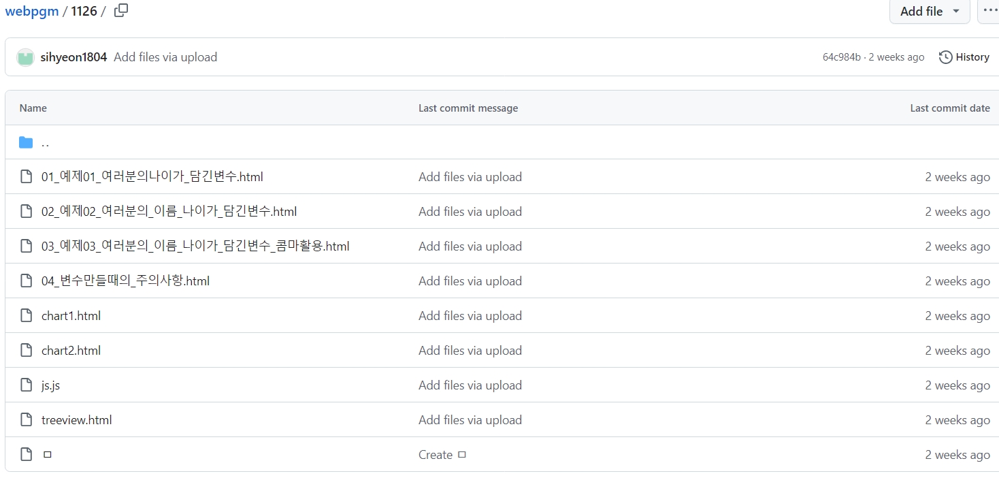 webpgm / 1126 / Add file ...
sihyeon1804 Add files via upload 64c984b · 2 weeks ago History
Name Last commit message Last commit date
..
01_예제01_여러분의나이가_담긴변수.html Add files via upload 2 weeks ago
02_예제02_여러분의_이름_나이가_담긴변수.html Add files via upload 2 weeks ago
03_예제03_여러분의_이름_나이가_담긴변수_콤마활용.html Add files via upload 2 weeks ago
04_변수만들때의_주의사항.html Add files via upload 2 weeks ago
chart1.html Add files via upload 2 weeks ago
chart2.html Add files via upload 2 weeks ago
js.js Add files via upload 2 weeks ago
treeview.html Add files via upload 2 weeks ago
ㅁ Create ㅁ 2 weeks ago